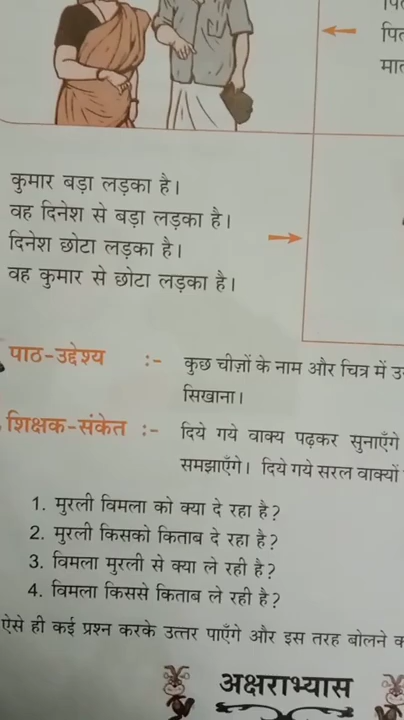 पित
मात
कुमार बड़ा लड़का है।
वह दिनेश से बड़ा लड़का है।
दिनेश छोटा लड़का है।
वह कुमार से छोटा लड़का है।
पाठ-उद्देश्य :- कुछ चीज़ों के नाम और चित्र में
सिखाना।
शिक्षक-संकेत :- दिये गये वाक्य पढ़कर सुनाएँगे
समझाएँगे। दिये गये सरल वाक्यों
1. मुरली विमला को क्या दे रहा है?
2. मुरली किसको किताब दे रहा है?
3. विमला मुरली से क्या ले रही है?
4. विमला किससे किताब ले रही है?
ऐसे ही कई प्रश्न करके उत्तर पाएँगे और इस तरह बोलने
अक्षराभ्यास